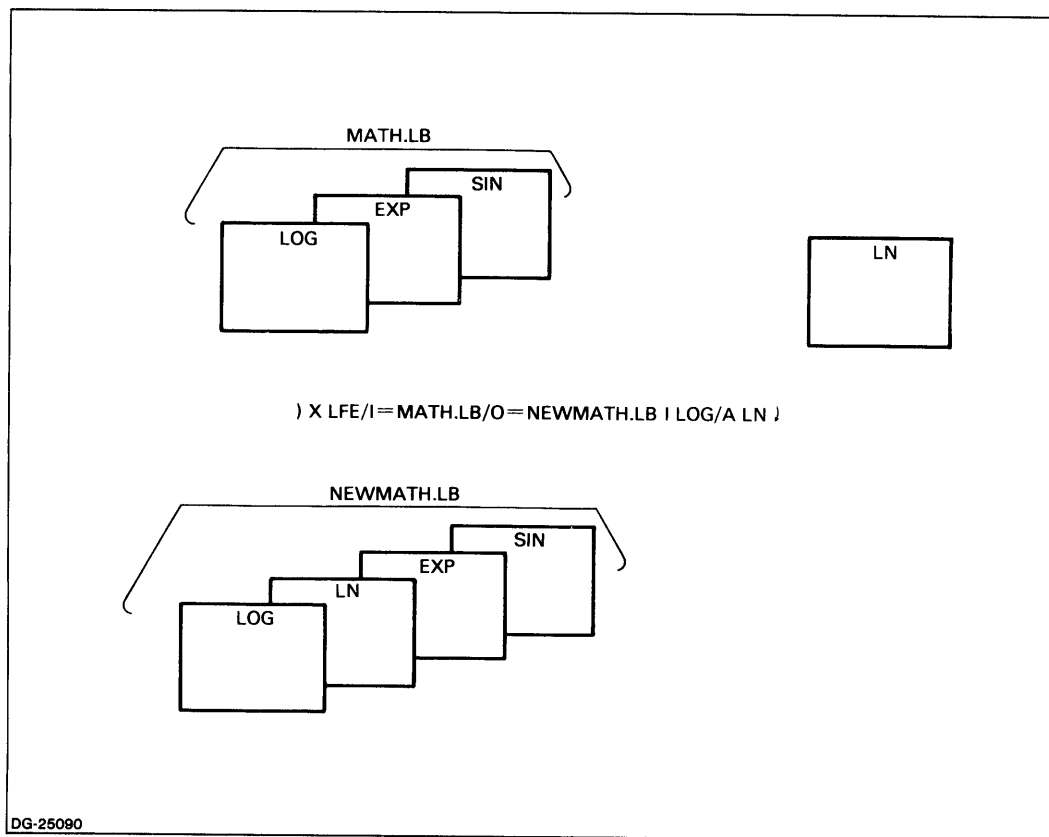 MATH.LB
SIN
EXP
LOG
LN
) X LFE/I=MATH.LB/O=NEWMATH.LB I LOG/A LN ⤶
NEWMATH.LB
SIN
EXP
LN
LOG
DG-25090